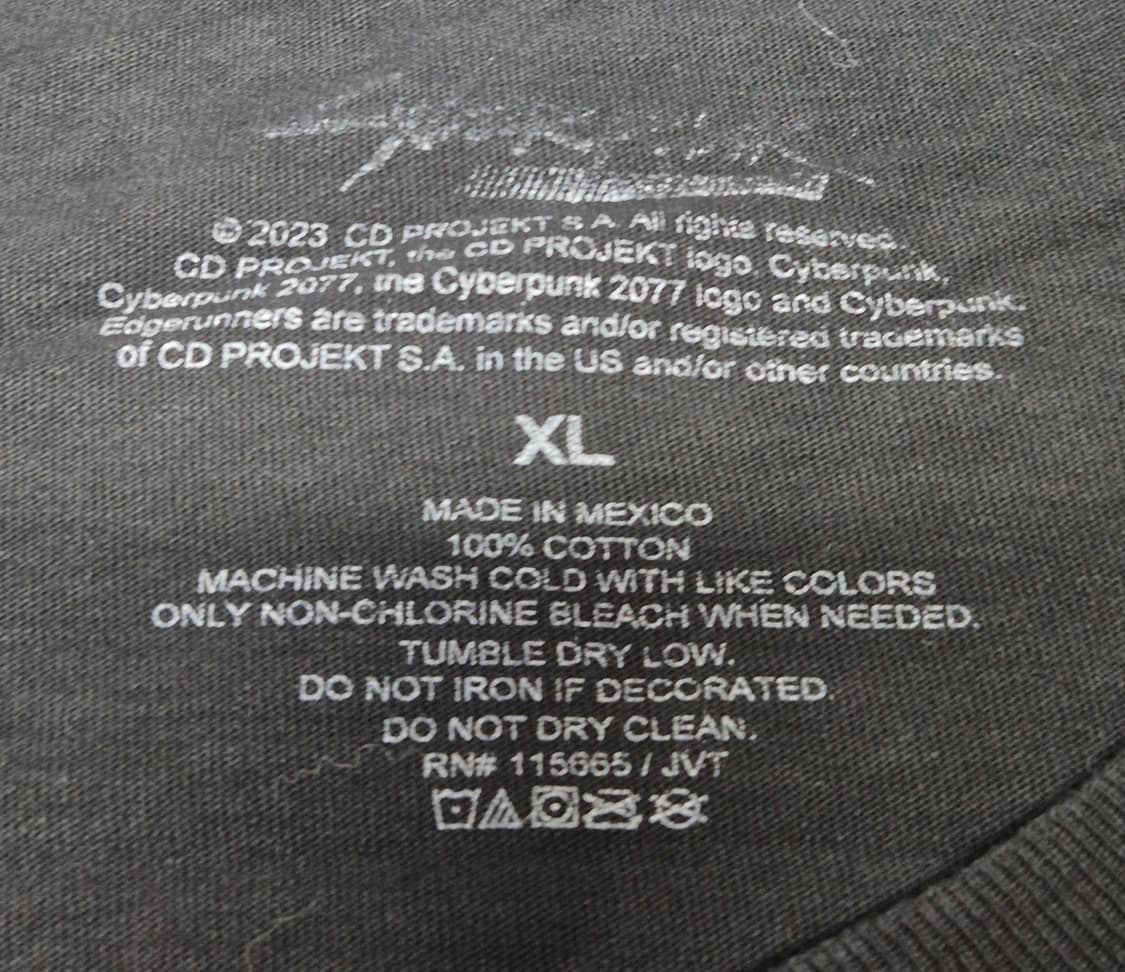 © 2023 CD PROJEKT S.A. All rights reserved.
CD PROJEKT, the CD PROJEKT logo, Cyberpunk,
Cyberpunk 2077, the Cyberpunk 2077 logo and Cyberpunk:
Edgerunners are trademarks and/or registered trademarks
of CD PROJEKT S.A. in the US and/or other countries.
XL
MADE IN MEXICO
100% COTTON
MACHINE WASH COLD WITH LIKE COLORS
ONLY NON-CHLORINE BLEACH WHEN NEEDED.
TUMBLE DRY LOW.
DO NOT IRON IF DECORATED.
DO NOT DRY CLEAN.
RN# 115665 / JVT